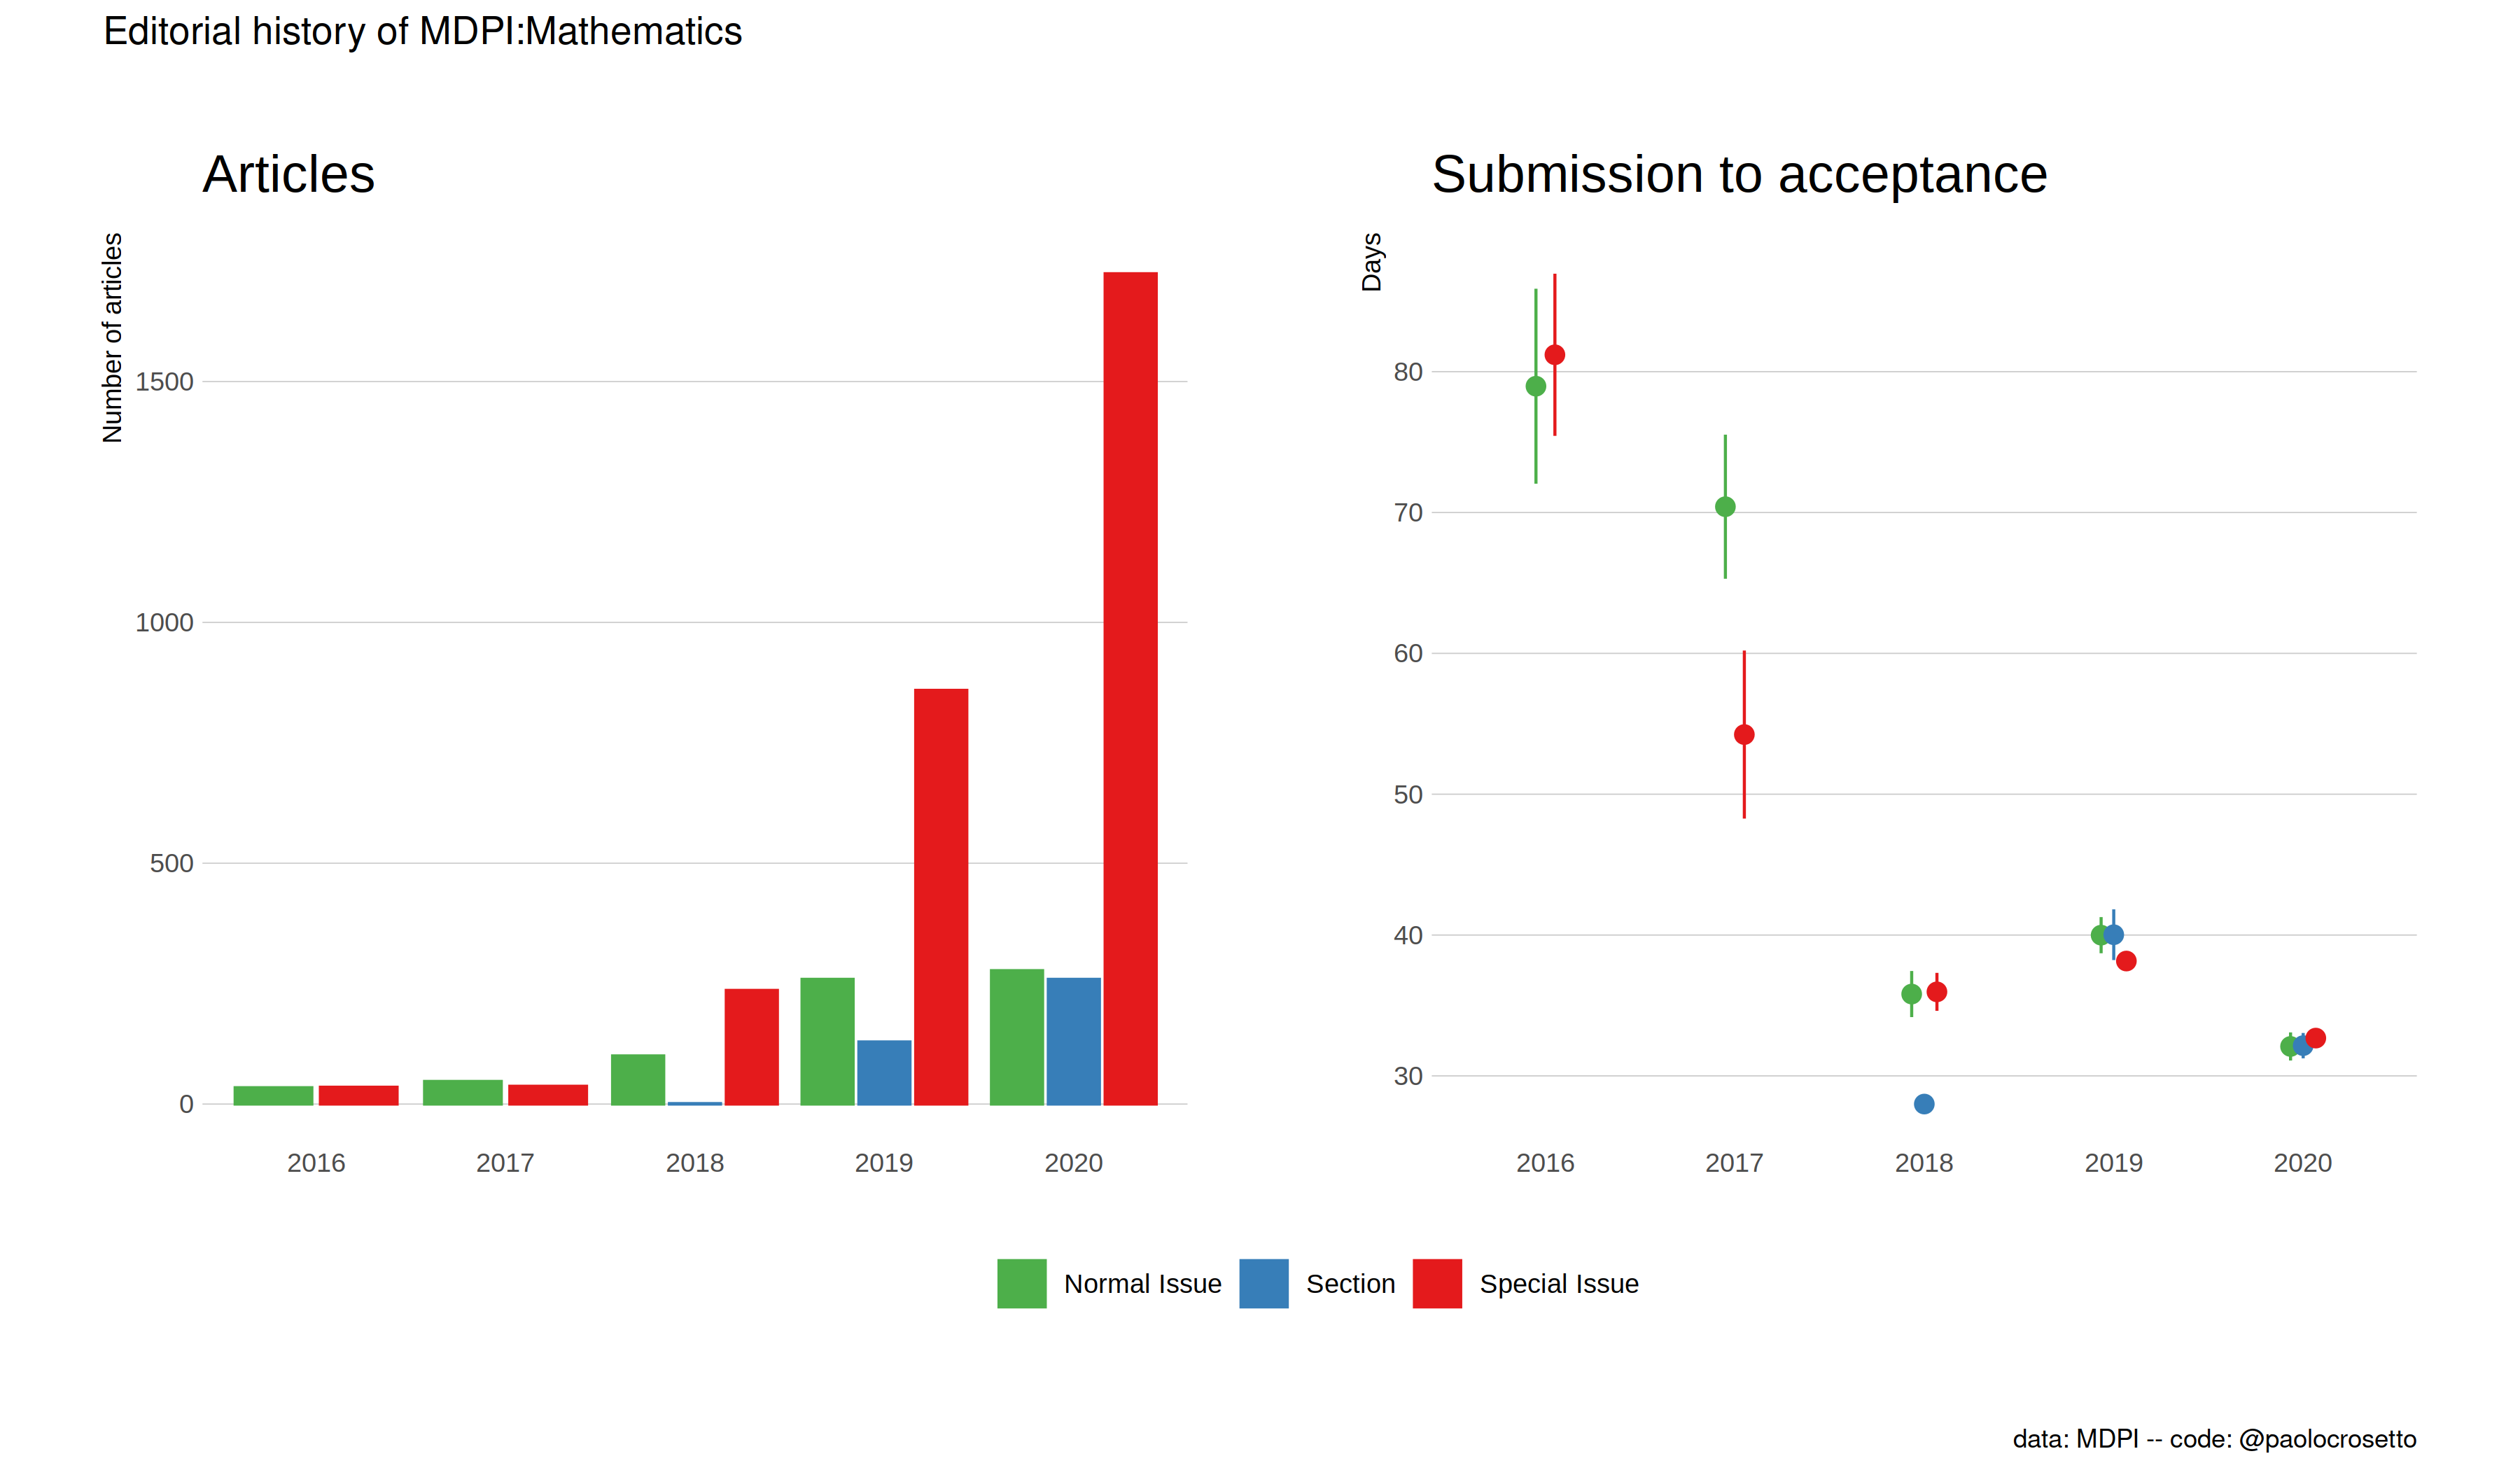 Editorial history of MDPI:Mathematics
Articles
Number of articles
1500
1000
500
0
2016 2017 2018 2019 2020
Submission to acceptance
Days
80
70
60
50
40
30
2016 2017 2018 2019 2020
Normal Issue Section Special Issue
data: MDPI -- code: @paolocrosetto